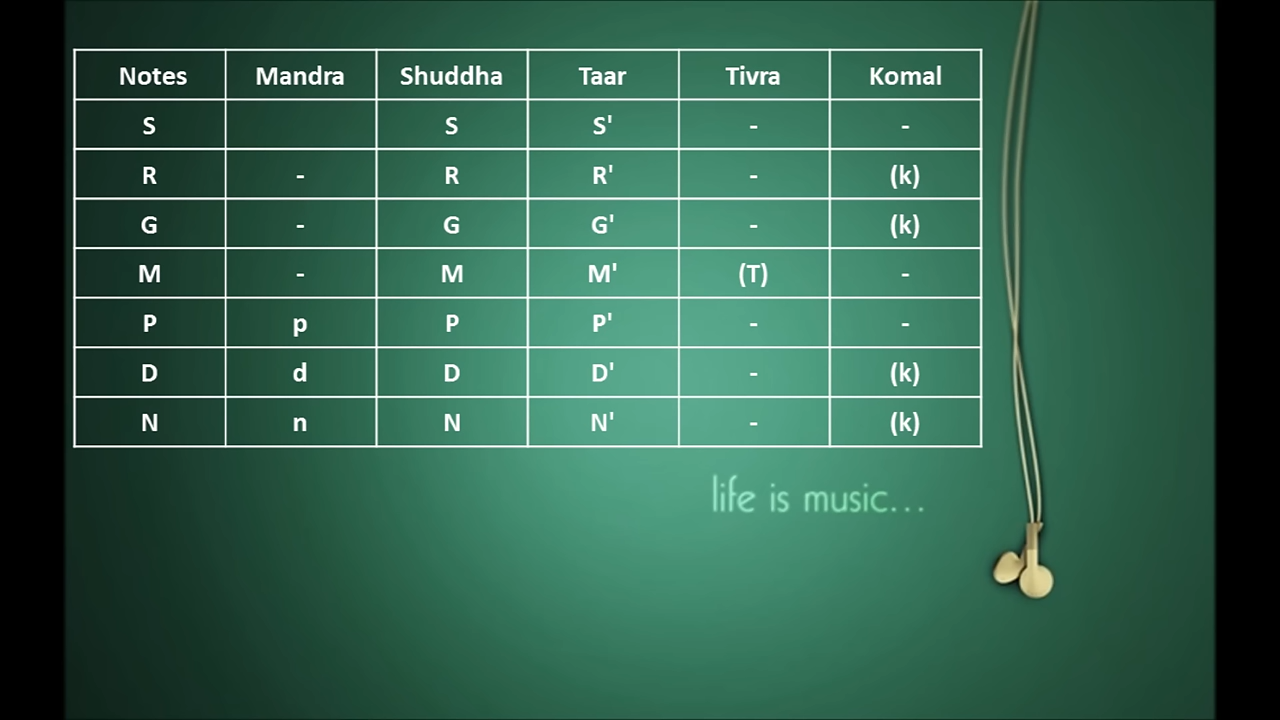 Notes Mandra Shuddha Taar Tivra Komal
S S S' - -
R - R R' - (k)
G - G G' - (k)
M - M M' (T) -
P p P P' - -
D d D D' - (k)
N n N N' - (k)
life is music...